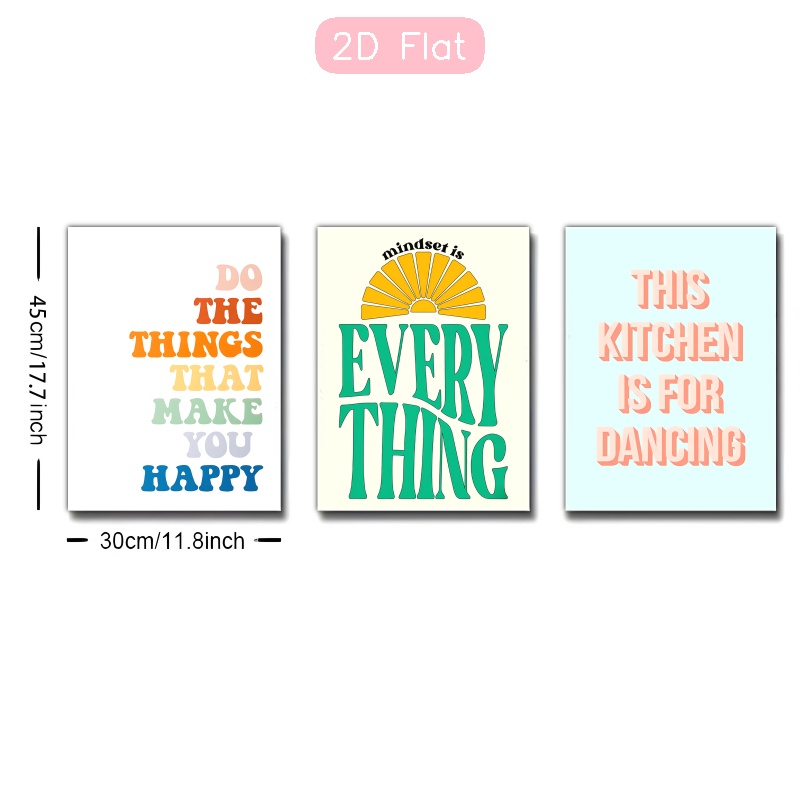 2D Flat
45cm/17.7inch
DO
THE
THINGS
THAT
MAKE
YOU
HAPPY
mindset is
EVERY
THING
THIS
KITCHEN
IS FOR
DANCING
30cm/11.8inch